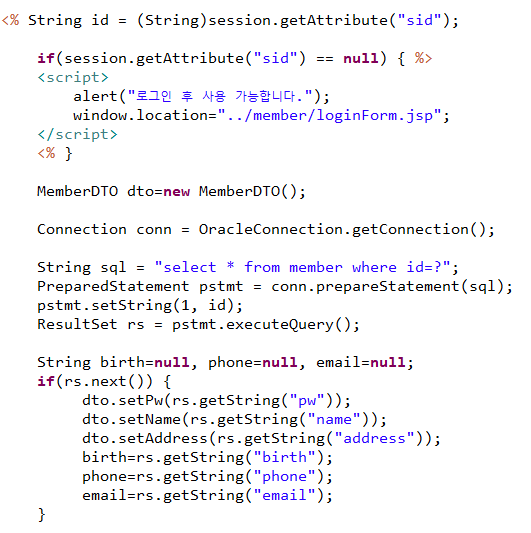 <% String id = (String)session.getAttribute("sid");
if(session.getAttribute("sid") == null) { %>
<script>
alert("로그인 후 사용 가능합니다.");
window.location="../member/loginForm.jsp";
</script>
<% }
MemberDTO dto=new MemberDTO();
Connection conn = OracleConnection.getConnection();
String sql = "select * from member where id=?";
PreparedStatement pstmt = conn.prepareStatement(sql);
pstmt.setString(1, id);
ResultSet rs = pstmt.executeQuery();
String birth=null, phone=null, email=null;
if(rs.next()) {
dto.setPw(rs.getString("pw"));
dto.setName(rs.getString("name"));
dto.setAddress(rs.getString("address"));
birth=rs.getString("birth");
phone=rs.getString("phone");
email=rs.getString("email");
}